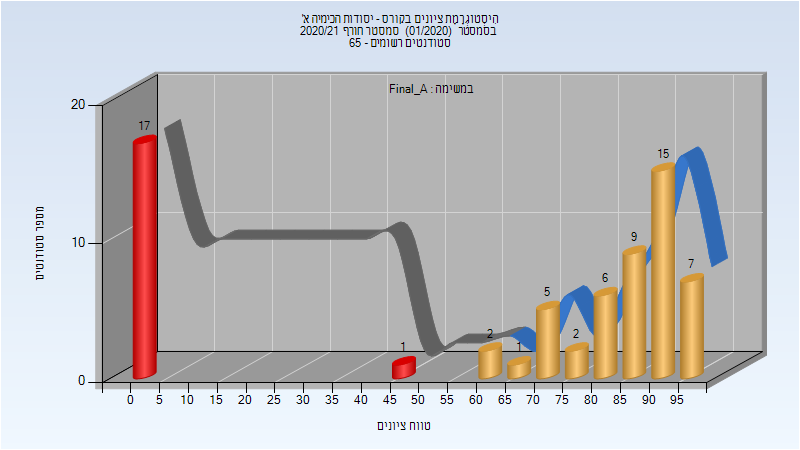 היסטוגרמת ציונים בקורס - יסודות הכימיה א'
בסמסטר (01/2020) סמסטר חורף 2020/21
סטודנטים רשומים - 65
במשימה : Final_A
מספר סטודנטים
20
10
0
17
1
2
1
5
2
6
9
15
7
0 5 10 15 20 25 30 35 40 45 50 55 60 65 70 75 80 85 90 95
טווח ציונים